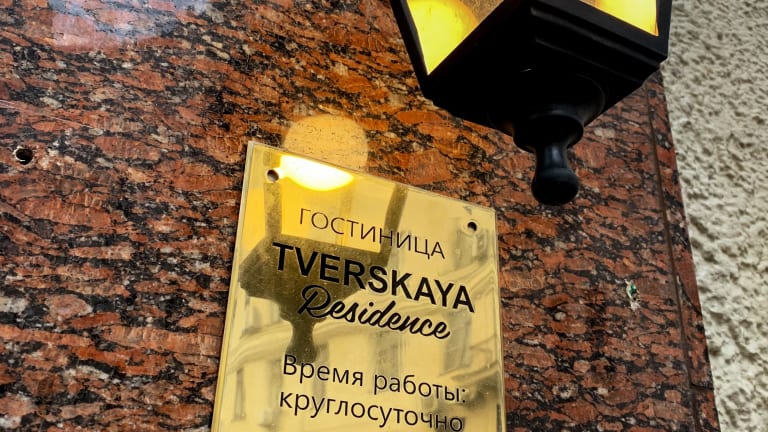 ГОСТИНИЦА
TVERSKAYA
Residence
Время работы:
круглосуточно